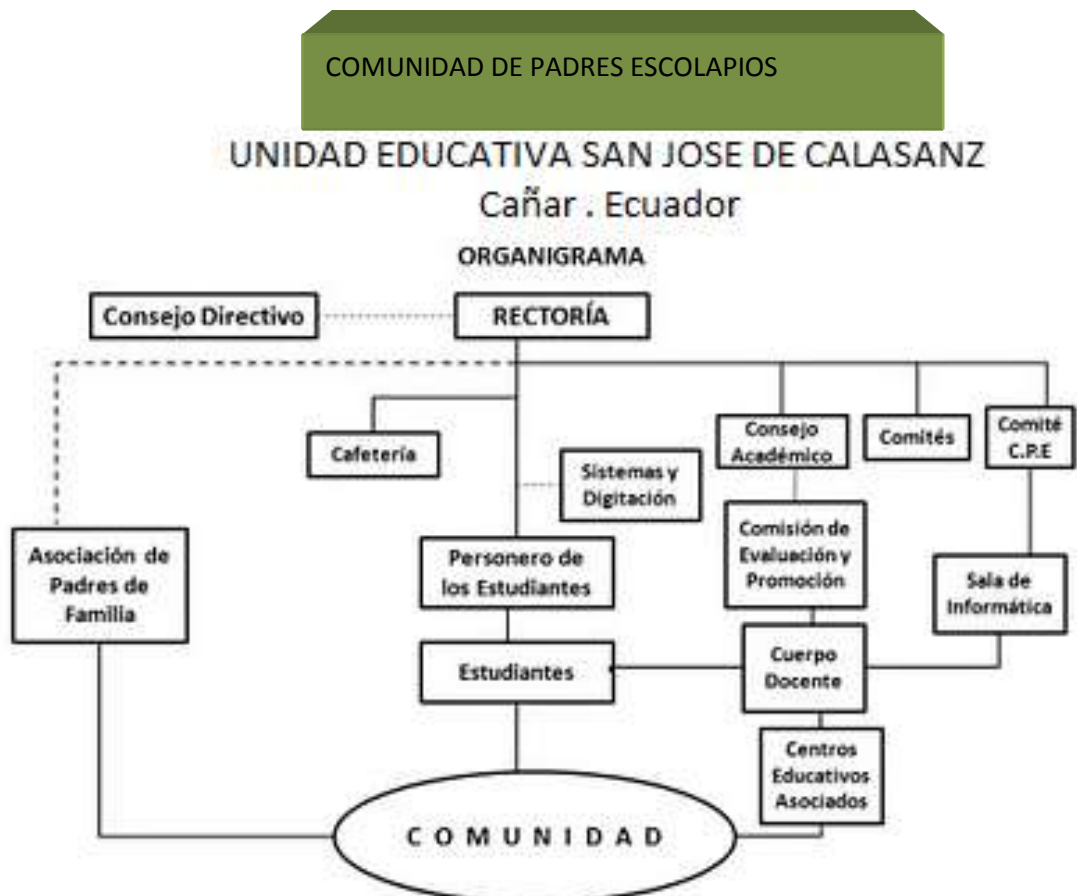 COMUNIDAD DE PADRES ESCOLAPIOS
UNIDAD EDUCATIVA SAN JOSE DE CALASANZ
Cañar . Ecuador
ORGANIGRAMA
Consejo Directivo
RECTORÍA
Cafetería
Sistemas y
Digitación
Consejo
Académico
Comités
Comité
C.P.E
Asociación de
Padres de
Familia
Personero de
los Estudiantes
Comisión de
Evaluación y
Promoción
Sala de
Informática
Estudiantes
Cuerpo
Docente
Centros
Educativos
Asociados
COMUNIDAD